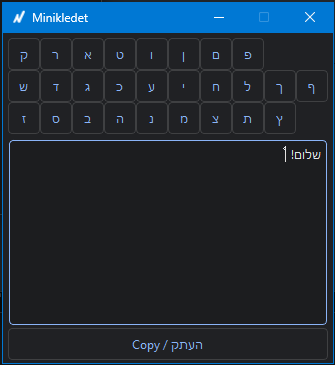 Minikledet
ק ר א ט ו ן ם פ
ש ד ג כ ע י ח ל ך ף
ז ס ב ה נ מ צ ת ץ
שלום!
Copy / העתק